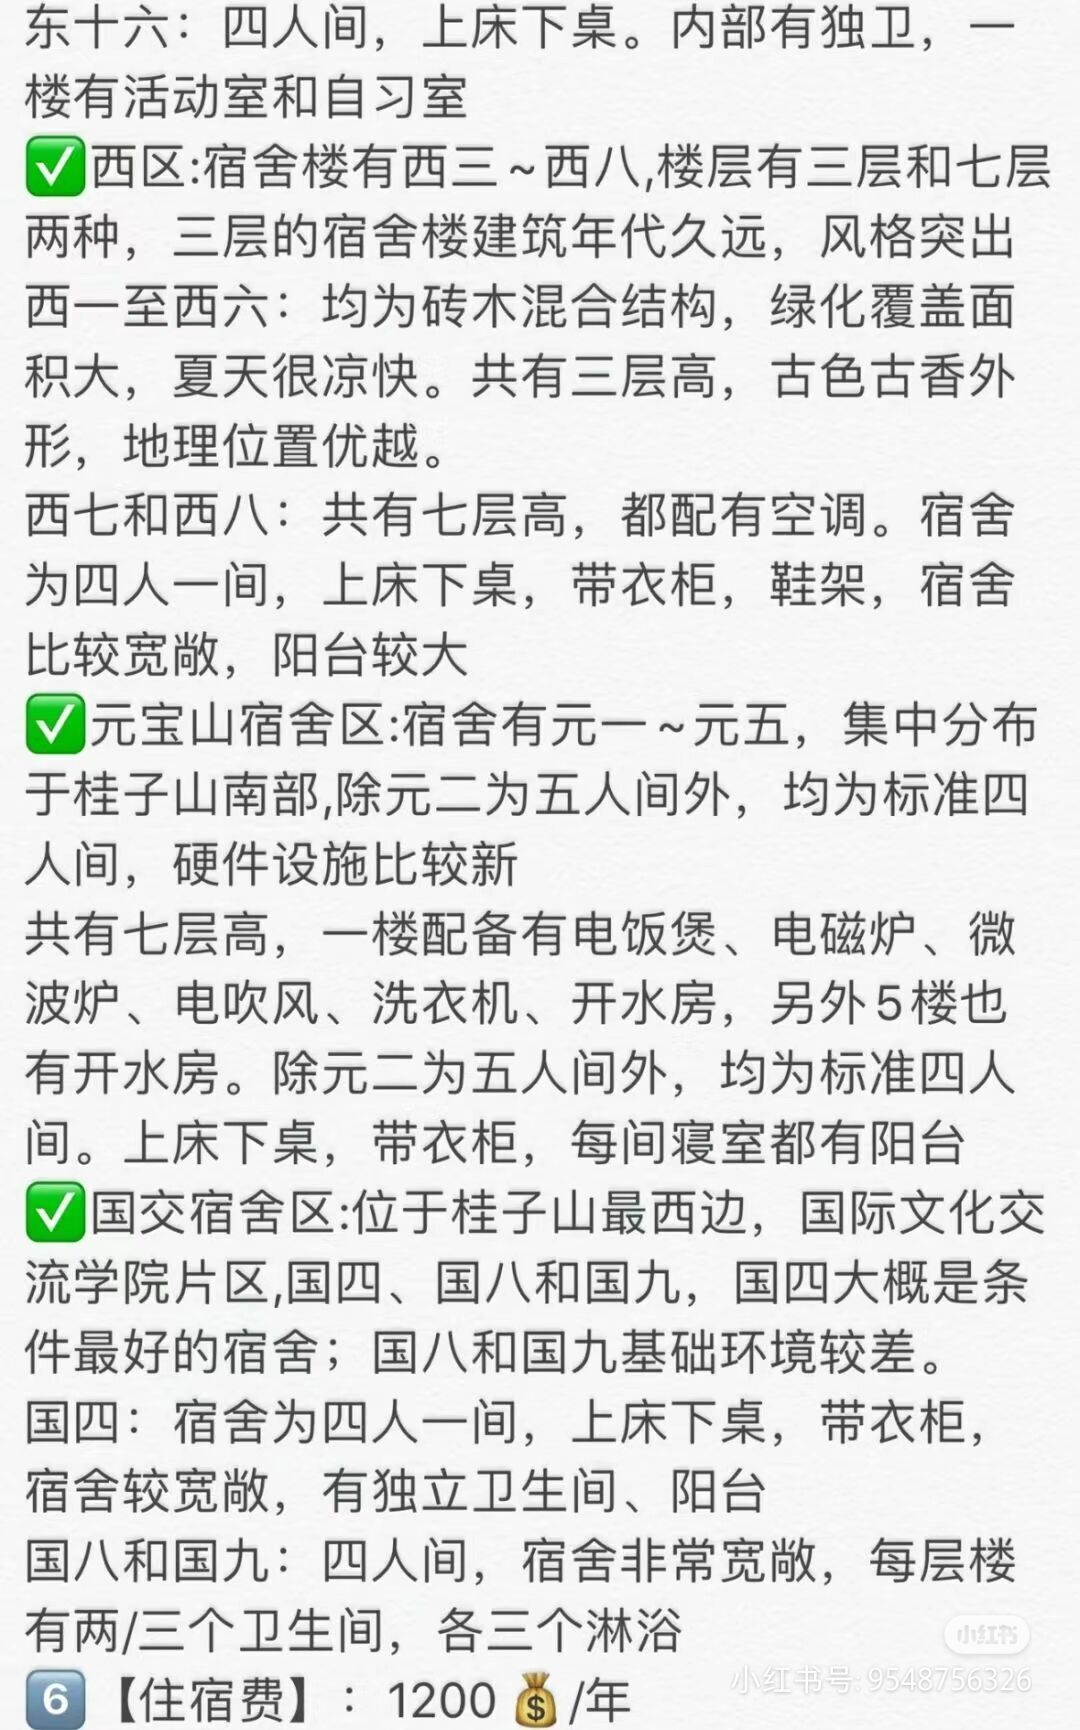 东十六：四人间，上床下桌。内部有独卫，一
楼有活动室和自习室
✅西区:宿舍楼有西三~西八,楼层有三层和七层
两种，三层的宿舍楼建筑年代久远，风格突出
西一至西六：均为砖木混合结构，绿化覆盖面
积大，夏天很凉快。共有三层高，古色古香外
形，地理位置优越。
西七和西八：共有七层高，都配有空调。宿舍
为四人一间，上床下桌，带衣柜，鞋架，宿舍
比较宽敞，阳台较大
✅元宝山宿舍区:宿舍有元一~元五，集中分布
于桂子山南部,除元二为五人间外，均为标准四
人间，硬件设施比较新
共有七层高，一楼配备有电饭煲、电磁炉、微
波炉、电吹风、洗衣机、开水房，另外5楼也
有开水房。除元二为五人间外，均为标准四人
间。上床下桌，带衣柜，每间寝室都有阳台
✅国交宿舍区:位于桂子山最西边，国际文化交
流学院片区,国四、国八和国九，国四大概是条
件最好的宿舍；国八和国九基础环境较差。
国四：宿舍为四人一间，上床下桌，带衣柜，
宿舍较宽敞，有独立卫生间、阳台
国八和国九：四人间，宿舍非常宽敞，每层楼
有两/三个卫生间，各三个淋浴
6️⃣【住宿费】：1200💰/年
小红书
小红书号: 9548756326